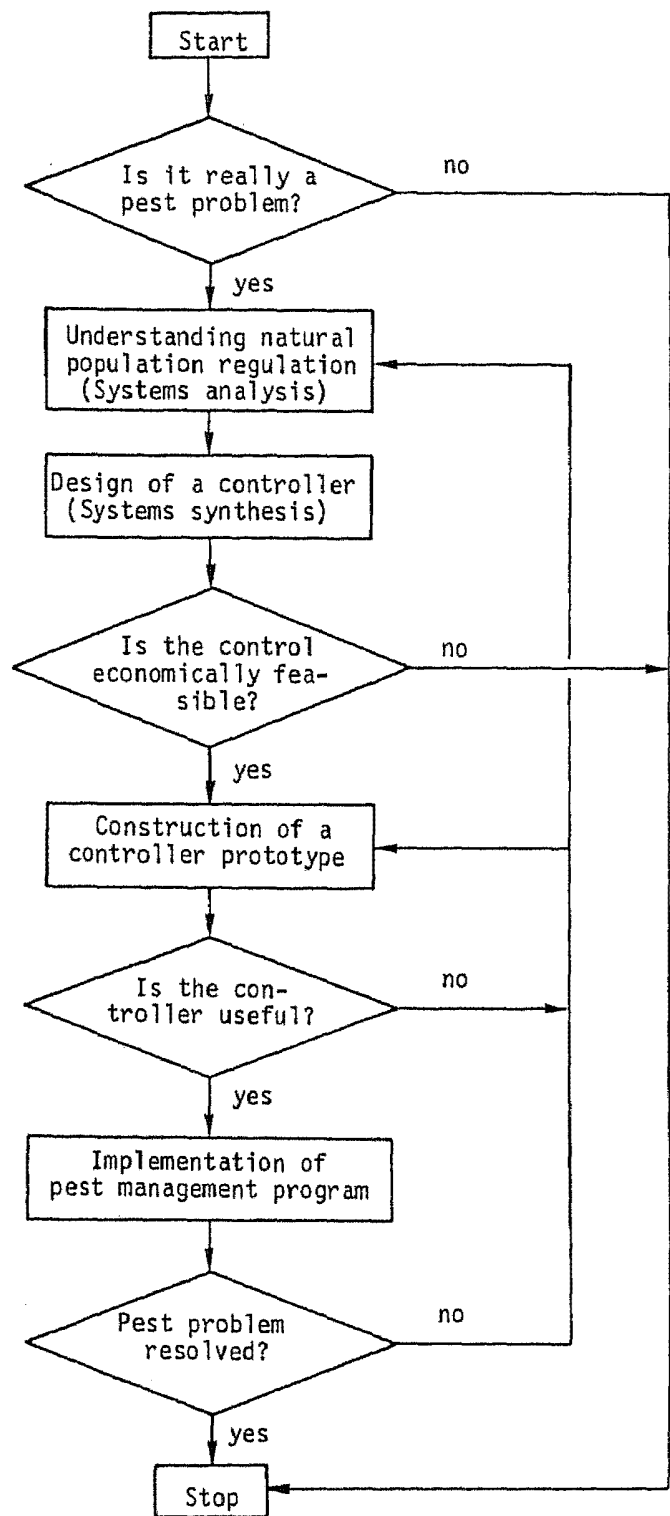 Start
Is it really a
pest problem?
no
yes
Understanding natural
population regulation
(Systems analysis)
Design of a controller
(Systems synthesis)
Is the control
economically fea-
sible?
no
yes
Construction of a
controller prototype
Is the con-
troller useful?
no
yes
Implementation of
pest management program
Pest problem
resolved?
no
yes
Stop